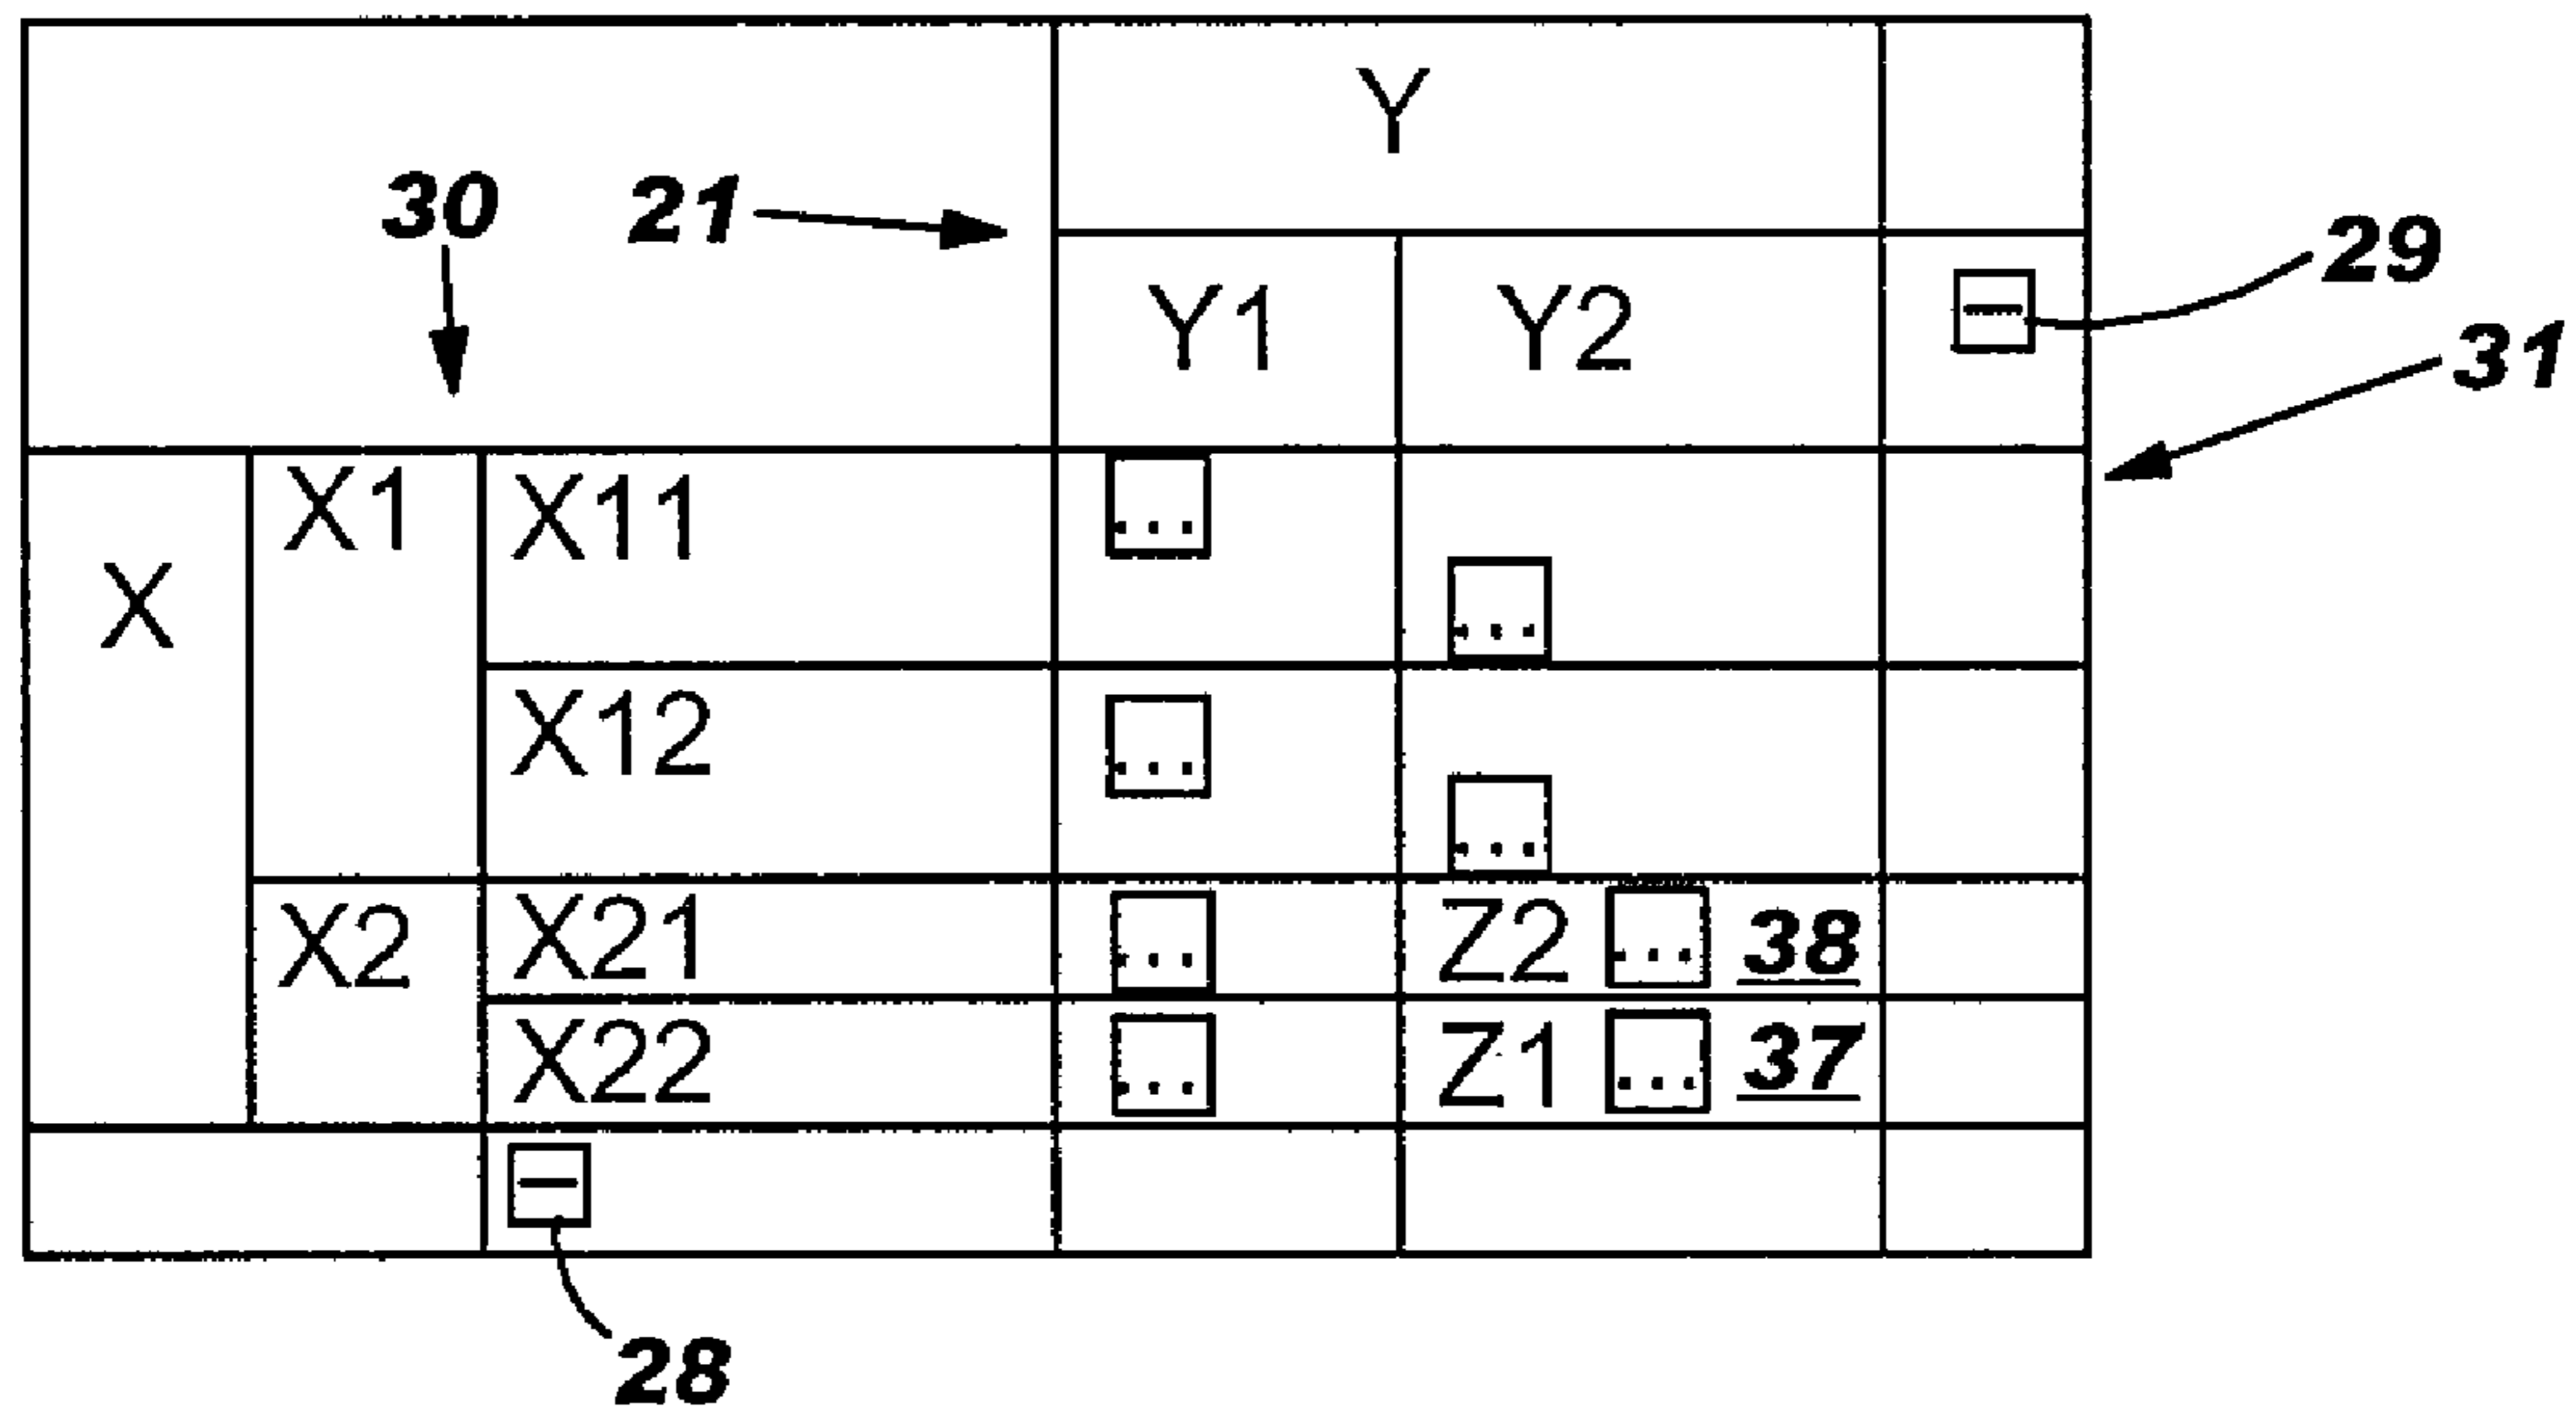 Y
30 21
Y1 Y2 29
31
X X1 X11 ...
...
X12 ...
...
X2 X21 ... Z2 ... 38
X22 ... Z1 ... 37
28